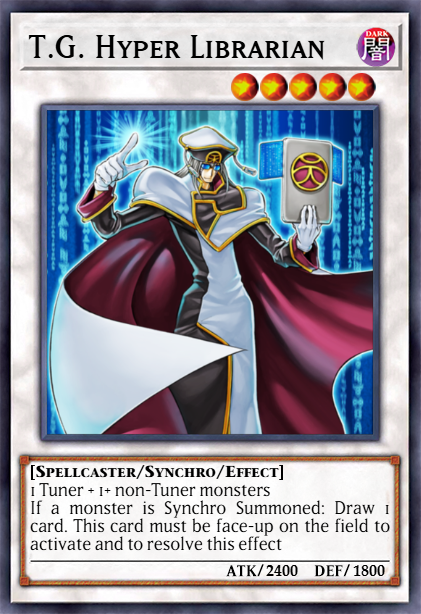 T.G. Hyper Librarian
DARK
闇
[Spellcaster/Synchro/Effect]
1 Tuner + 1+ non-Tuner monsters
If a monster is Synchro Summoned: Draw 1
card. This card must be face-up on the field to
activate and to resolve this effect
ATK/2400 DEF/1800